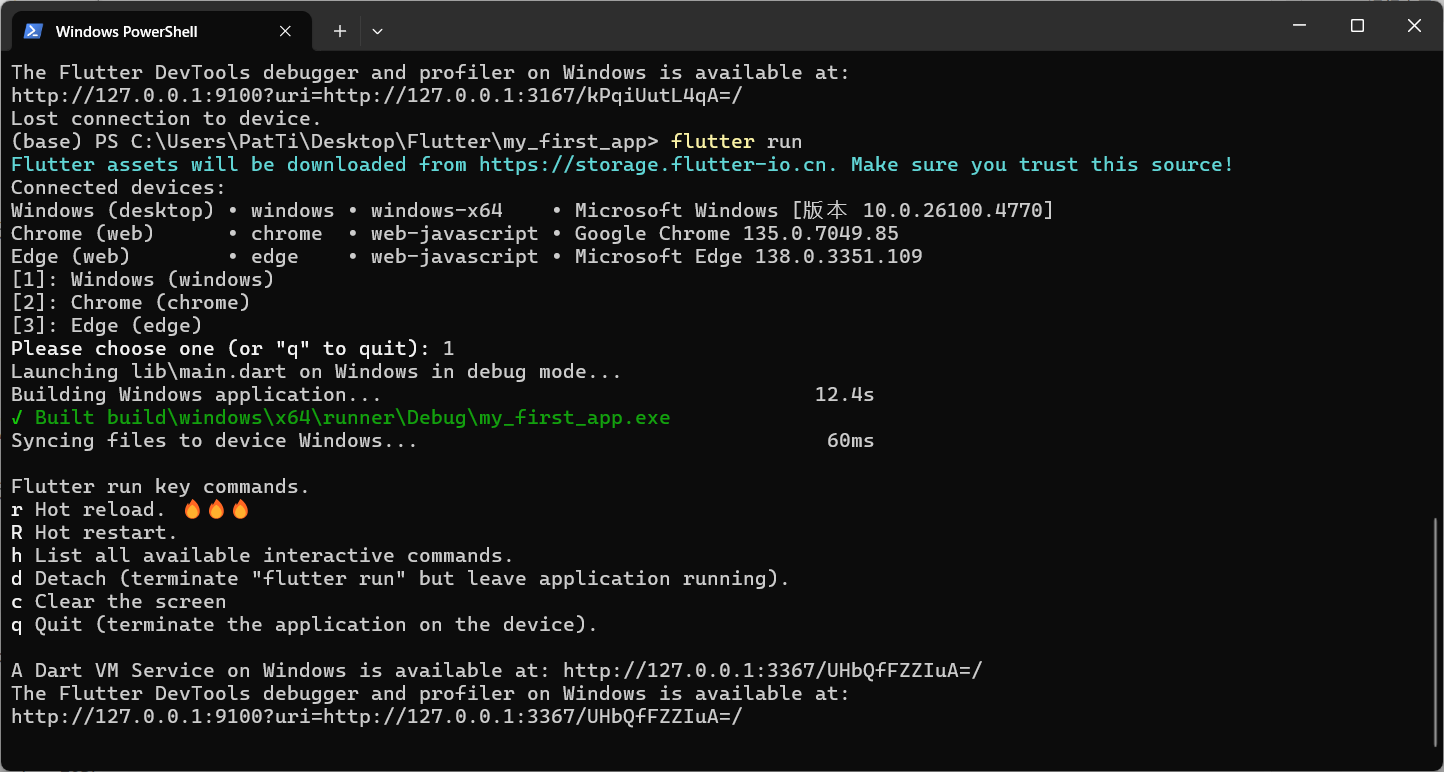 Windows PowerShell
The Flutter DevTools debugger and profiler on Windows is available at:
http://127.0.0.1:9100?uri=http://127.0.0.1:3167/kPqiUutL4qA=/
Lost connection to device.
(base) PS C:\Users\PatTi\Desktop\Flutter\my_first_app> flutter run
Flutter assets will be downloaded from https://storage.flutter-io.cn. Make sure you trust this source!
Connected devices:
Windows (desktop) • windows • windows-x64    • Microsoft Windows [版本 10.0.26100.4770]
Chrome (web)      • chrome  • web-javascript • Google Chrome 135.0.7049.85
Edge (web)        • edge    • web-javascript • Microsoft Edge 138.0.3351.109
[1]: Windows (windows)
[2]: Chrome (chrome)
[3]: Edge (edge)
Please choose one (or "q" to quit): 1
Launching lib\main.dart on Windows in debug mode...
Building Windows application...                                    12.4s
√ Built build\windows\x64\runner\Debug\my_first_app.exe
Syncing files to device Windows...                                  60ms

Flutter run key commands.
r Hot reload. 🔥🔥🔥
R Hot restart.
h List all available interactive commands.
d Detach (terminate "flutter run" but leave application running).
c Clear the screen
q Quit (terminate the application on the device).

A Dart VM Service on Windows is available at: http://127.0.0.1:3367/UHbQfFZZIuA=/
The Flutter DevTools debugger and profiler on Windows is available at:
http://127.0.0.1:9100?uri=http://127.0.0.1:3367/UHbQfFZZIuA=/